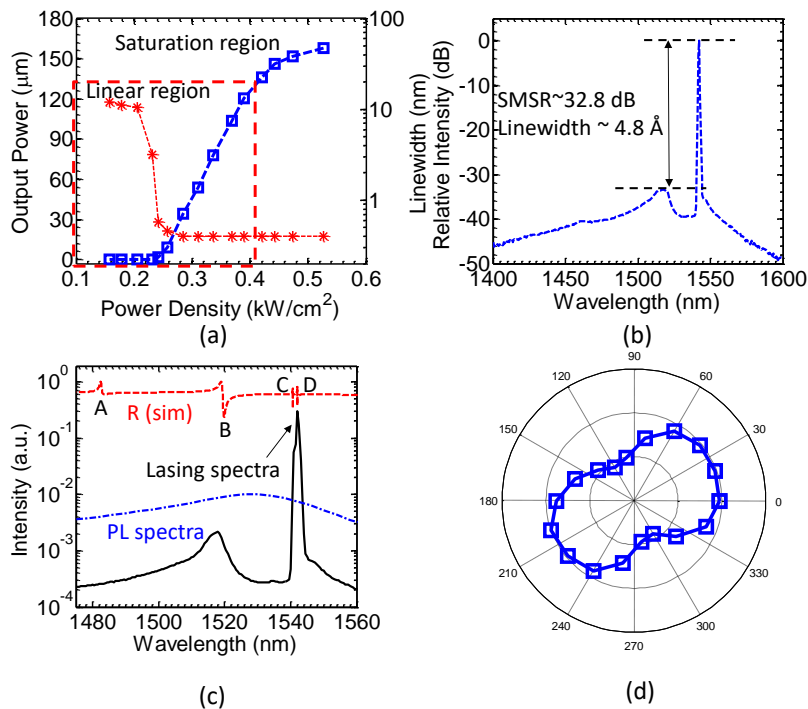 180
150
120
90
60
30
0
Output Power (μm)
Saturation region
Linear region
100
10
1
Linewidth (nm)
0.1
0.2
0.3
0.4
0.5
0.6
Power Density (kW/cm²)
(a)
0
-10
-20
-30
-40
-50
Relative Intensity (dB)
SMSR~32.8 dB
Linewidth ~ 4.8 Å
1400
1450
1500
1550
1600
Wavelength (nm)
(b)
10⁰
10⁻¹
10⁻²
10⁻³
10⁻⁴
Intensity (a.u.)
A
R (sim)
B
C
D
Lasing spectra
PL spectra
1480
1500
1520
1540
1560
Wavelength (nm)
(c)
90
60
30
0
330
300
270
240
210
180
150
120
(d)